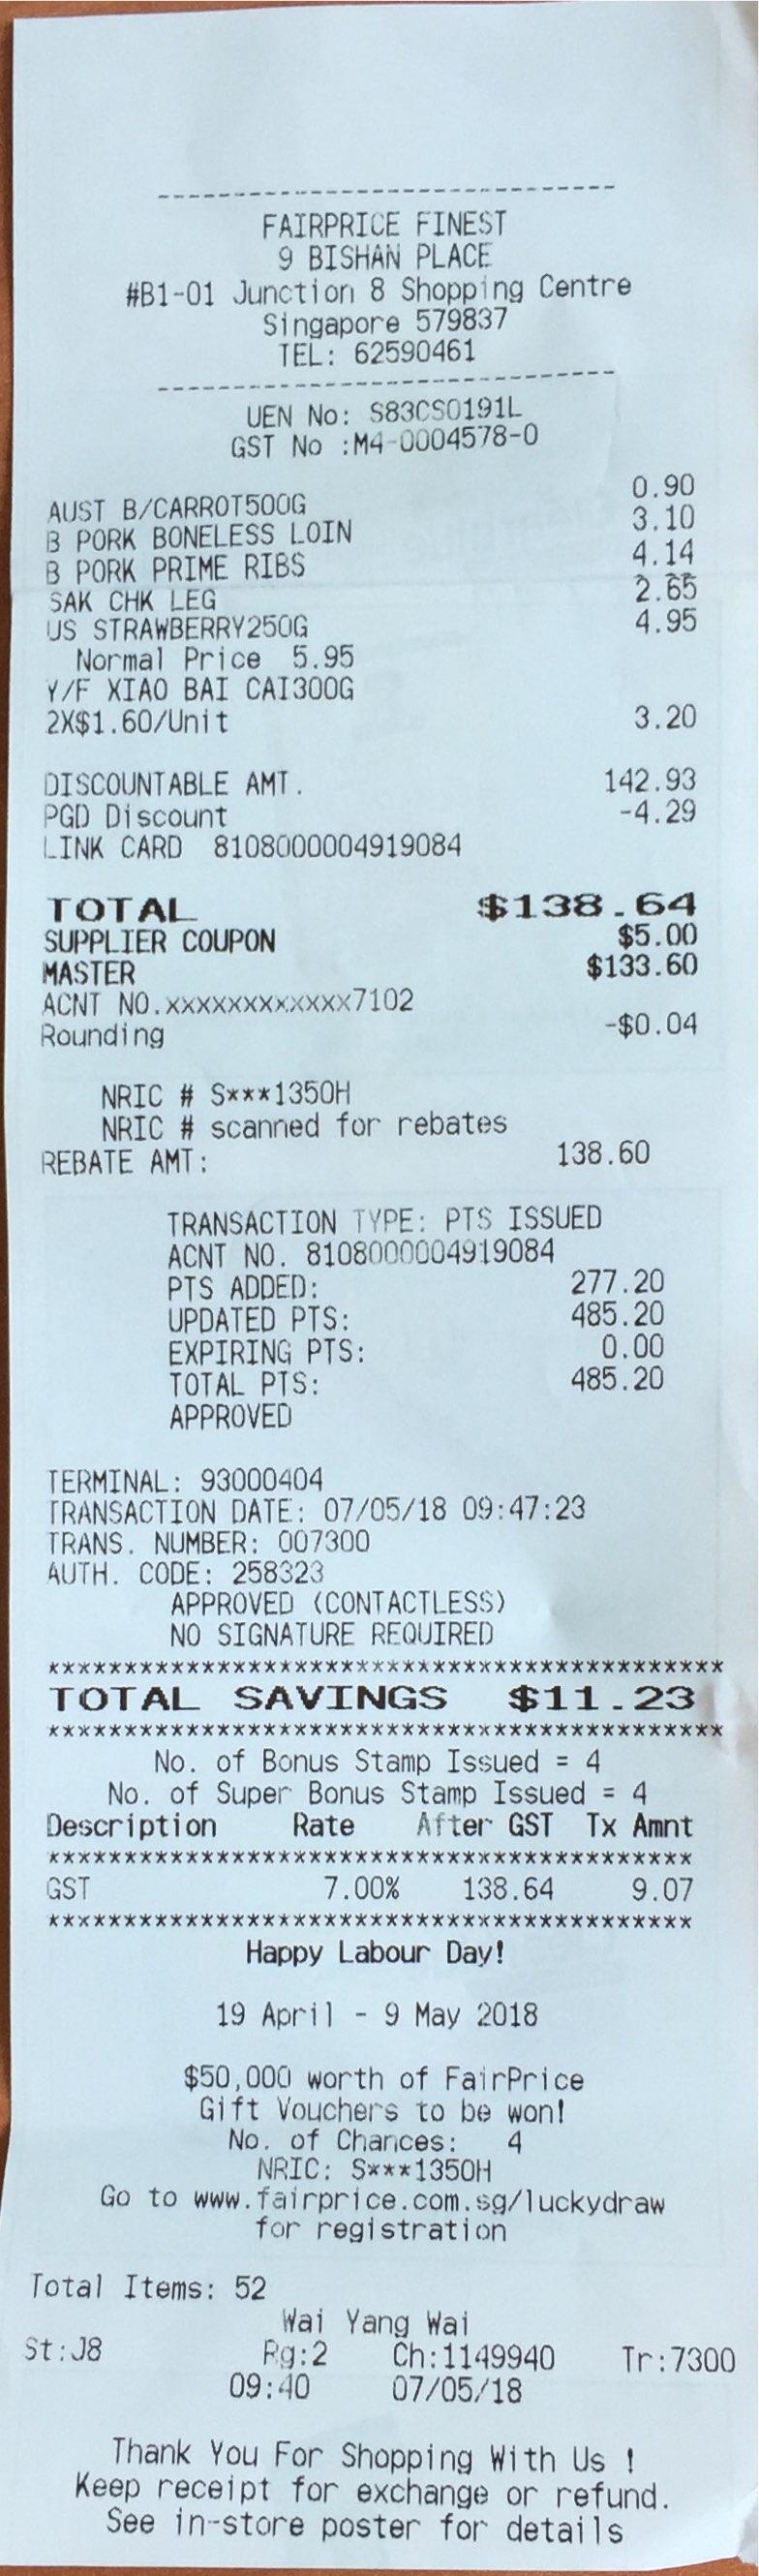 FAIRPRICE FINEST
9 BISHAN PLACE
#B1-01 Junction 8 Shopping Centre
Singapore 579837
TEL: 62590461
UEN No: S83CS0191L
GST No :M4-0004578-0
AUST B/CARROT500G 0.90
B PORK BONELESS LOIN 3.10
B PORK PRIME RIBS 4.14
SAK CHK LEG 2.65
US STRAWBERRY250G 4.95
Normal Price 5.95
Y/F XIAO BAI CAI300G
2X$1.60/Unit 3.20
DISCOUNTABLE AMT. 142.93
PGD Discount -4.29
LINK CARD 8108000004919084
TOTAL $138.64
SUPPLIER COUPON $5.00
MASTER $133.60
ACNT NO.xxxxxxxxxxxx7102
Rounding -$0.04
NRIC # S***1350H
NRIC # scanned for rebates
REBATE AMT: 138.60
TRANSACTION TYPE: PTS ISSUED
ACNT NO. 8108000004919084
PTS ADDED: 277.20
UPDATED PTS: 485.20
EXPIRING PTS: 0.00
TOTAL PTS: 485.20
APPROVED
TERMINAL: 93000404
TRANSACTION DATE: 07/05/18 09:47:23
TRANS. NUMBER: 007300
AUTH. CODE: 258323
APPROVED (CONTACTLESS)
NO SIGNATURE REQUIRED
********************************************
TOTAL SAVINGS $11.23
********************************************
No. of Bonus Stamp Issued = 4
No. of Super Bonus Stamp Issued = 4
Description Rate After GST Tx Amnt
******************************************
GST 7.00% 138.64 9.07
******************************************
Happy Labour Day!
19 April - 9 May 2018
$50,000 worth of FairPrice
Gift Vouchers to be won!
No. of Chances: 4
NRIC: S***1350H
Go to www.fairprice.com.sg/luckydraw
for registration
Total Items: 52
Wai Yang Wai
St:J8 Rg:2 Ch:1149940 Tr:7300
09:40 07/05/18
Thank You For Shopping With Us !
Keep receipt for exchange or refund.
See in-store poster for details